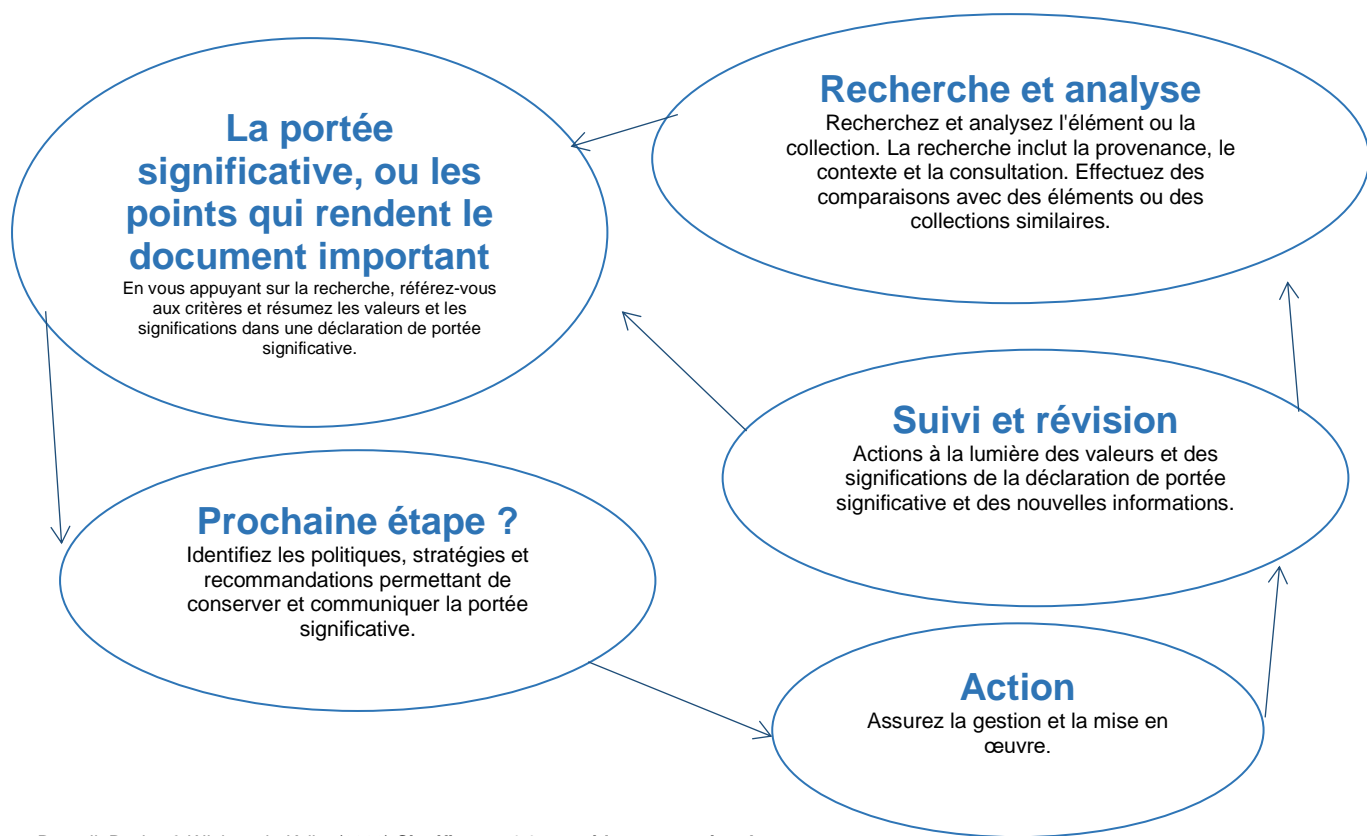 La portée
significative, ou les
points qui rendent le
document important
En vous appuyant sur la recherche, référez-vous
aux critères et résumez les valeurs et les
significations dans une déclaration de portée
significative.
Recherche et analyse
Recherchez et analysez l'élément ou la
collection. La recherche inclut la provenance, le
contexte et la consultation. Effectuez des
comparaisons avec des éléments ou des
collections similaires.
Suivi et révision
Actions à la lumière des valeurs et des
significations de la déclaration de portée
significative et des nouvelles informations.
Prochaine étape ?
Identifiez les politiques, stratégies et
recommandations permettant de
conserver et communiquer la portée
significative.
Action
Assurez la gestion et la mise en
œuvre.